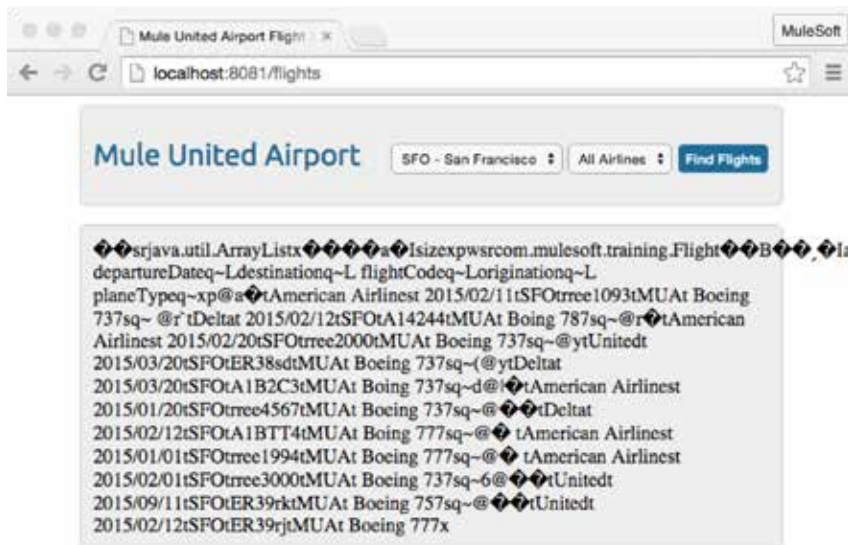 Mule United Airport Flight
MuleSoft
localhost:8081/flights
Mule United Airport
SFO - San Francisco
All Airlines
Find Flights
��srjava.util.ArrayListx����a�Isizexpwsrcom.mulesoft.training.Flight��B��¸�Ia
departureDateq~Ldestinationq~L flightCodeq~Loriginationq~L
planeTypeq~xp@a�tAmerican Airlinest 2015/02/11tSFOtrree1093tMUAt Boeing
737sq~ @r`tDeltat 2015/02/12tSFOtA14244tMUAt Boing 787sq~@r�tAmerican
Airlinest 2015/02/20tSFOtrree2000tMUAt Boeing 737sq~@ytUnitedt
2015/03/20tSFOtER38sdtMUAt Boeing 737sq~(@ytDeltat
2015/03/20tSFOtA1B2C3tMUAt Boing 737sq~d@i�tAmerican Airlinest
2015/01/20tSFOtrree4567tMUAt Boeing 737sq~@��tDeltat
2015/02/12tSFOtA1BTT4tMUAt Boing 777sq~@� tAmerican Airlinest
2015/01/01tSFOtrree1994tMUAt Boeing 777sq~@� tAmerican Airlinest
2015/02/01tSFOtrree3000tMUAt Boeing 737sq~6@��tUnitedt
2015/09/11tSFOtER39rktMUAt Boeing 757sq~@��tUnitedt
2015/02/12tSFOtER39rjtMUAt Boeing 777x